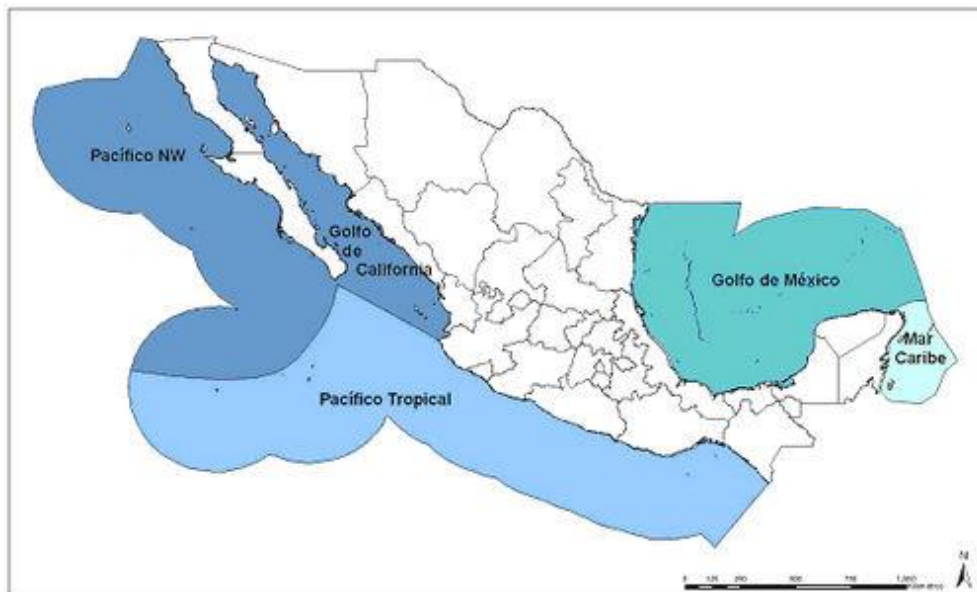 Pacífico NW
Golfo
de
California
Golfo de México
Mar
Caribe
Pacífico Tropical
N